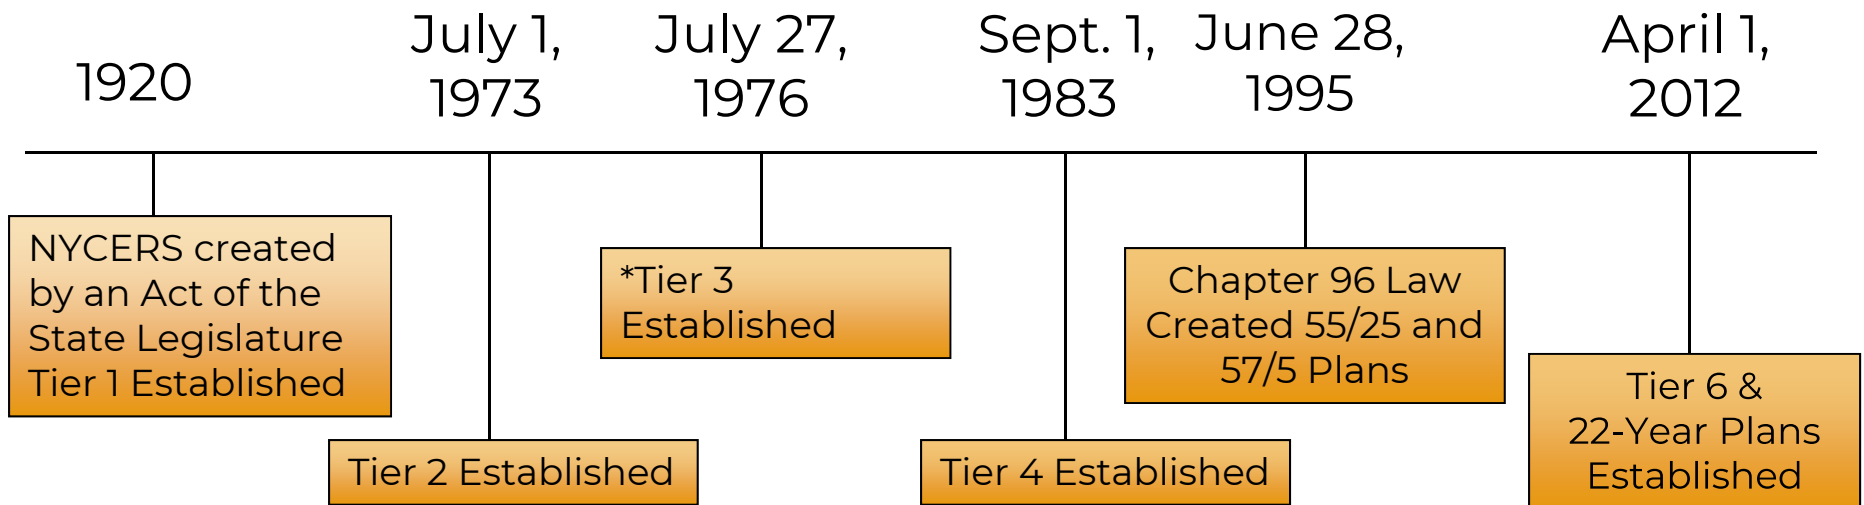 1920
July 1,
1973
July 27,
1976
Sept. 1,
1983
June 28,
1995
April 1,
2012
NYCERS created
by an Act of the
State Legislature
Tier 1 Established
Tier 2 Established
*Tier 3
Established
Tier 4 Established
Chapter 96 Law
Created 55/25 and
57/5 Plans
Tier 6 &
22-Year Plans
Established